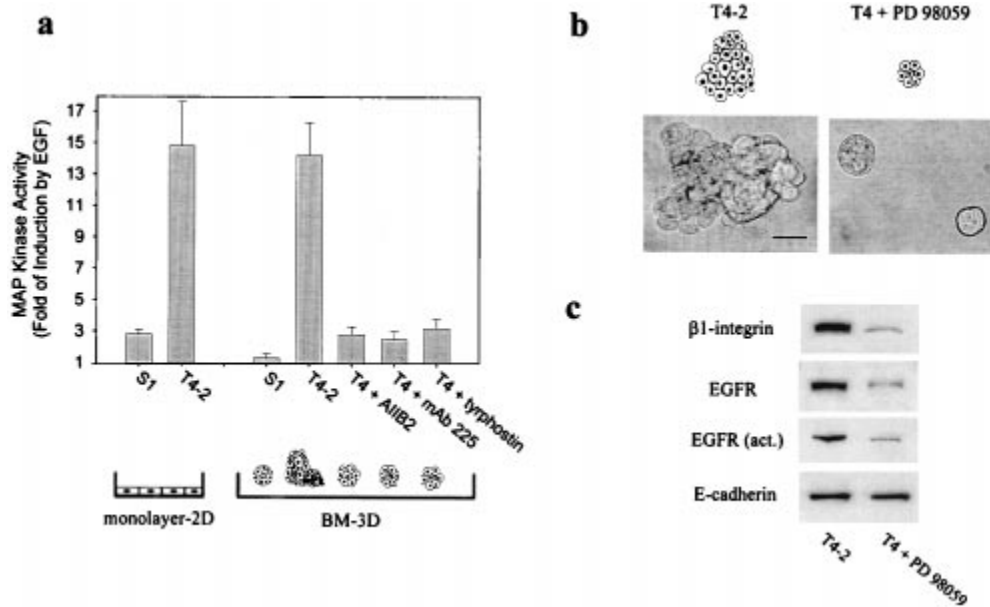 a
MAP Kinase Activity
(Fold of Induction by EGF)
17
15
13
11
9
7
5
3
1
S1
T4-2
S1
T4-2
T4 + AIIB2
T4 + mAb 225
T4 + tyrphostin
monolayer-2D
BM-3D
b
T4-2
T4 + PD 98059
c
β1-integrin
EGFR
EGFR (act.)
E-cadherin
T4-2
T4 + PD 98059